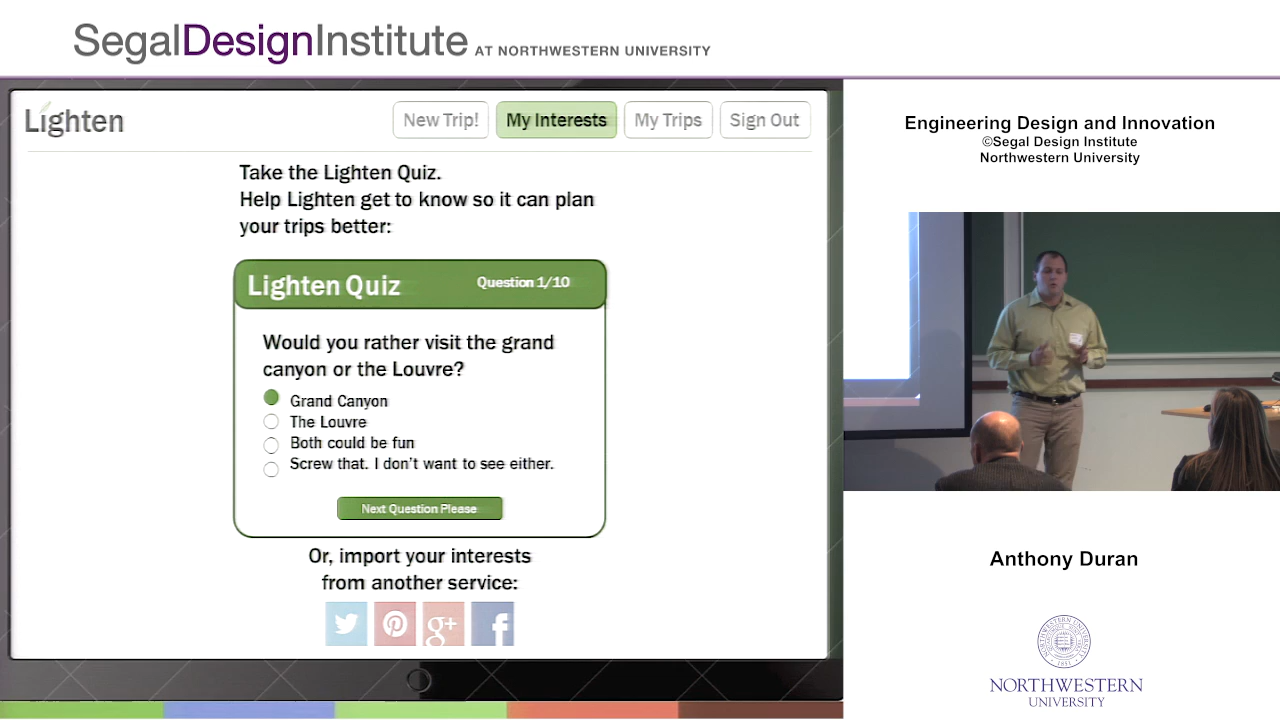 SegalDesignInstitute AT NORTHWESTERN UNIVERSITY
Lighten
New Trip!
My Interests
My Trips
Sign Out
Take the Lighten Quiz.
Help Lighten get to know so it can plan
your trips better:
Lighten Quiz
Question 1/10
Would you rather visit the grand
canyon or the Louvre?
Grand Canyon
The Louvre
Both could be fun
Screw that. I don't want to see either.
Next Question Please
Or, import your interests
from another service:
g+
f
Engineering Design and Innovation
©Segal Design Institute
Northwestern University
Anthony Duran
NORTHWESTERN
UNIVERSITY